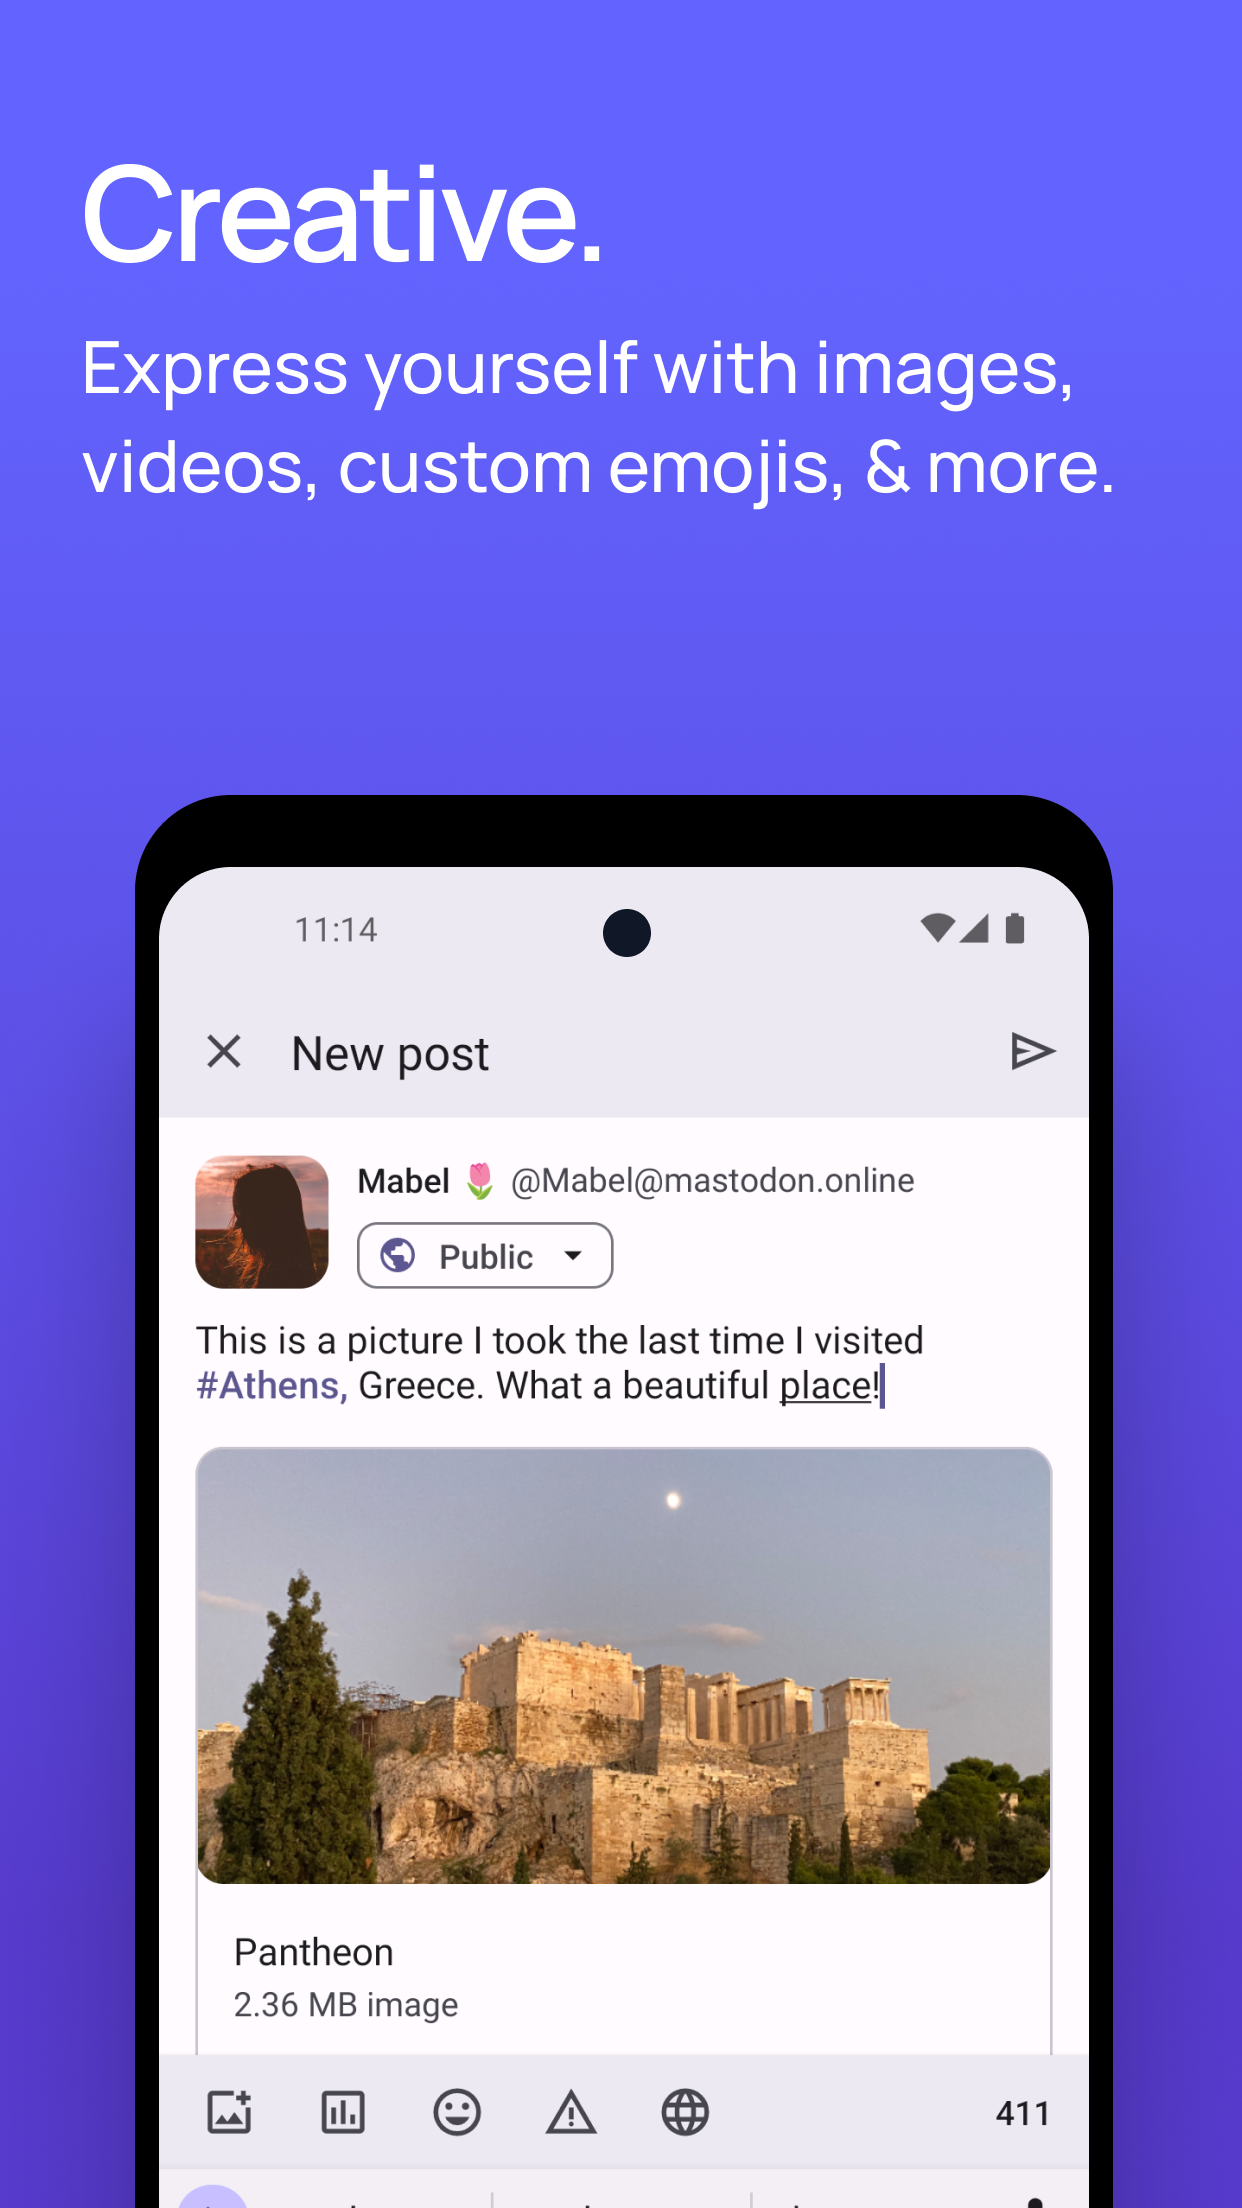 Creative.
Express yourself with images,
videos, custom emojis, & more.
11:14
New post
Mabel 🌷 @Mabel@mastodon.online
Public
This is a picture I took the last time I visited
#Athens, Greece. What a beautiful place!
Pantheon
2.36 MB image
411